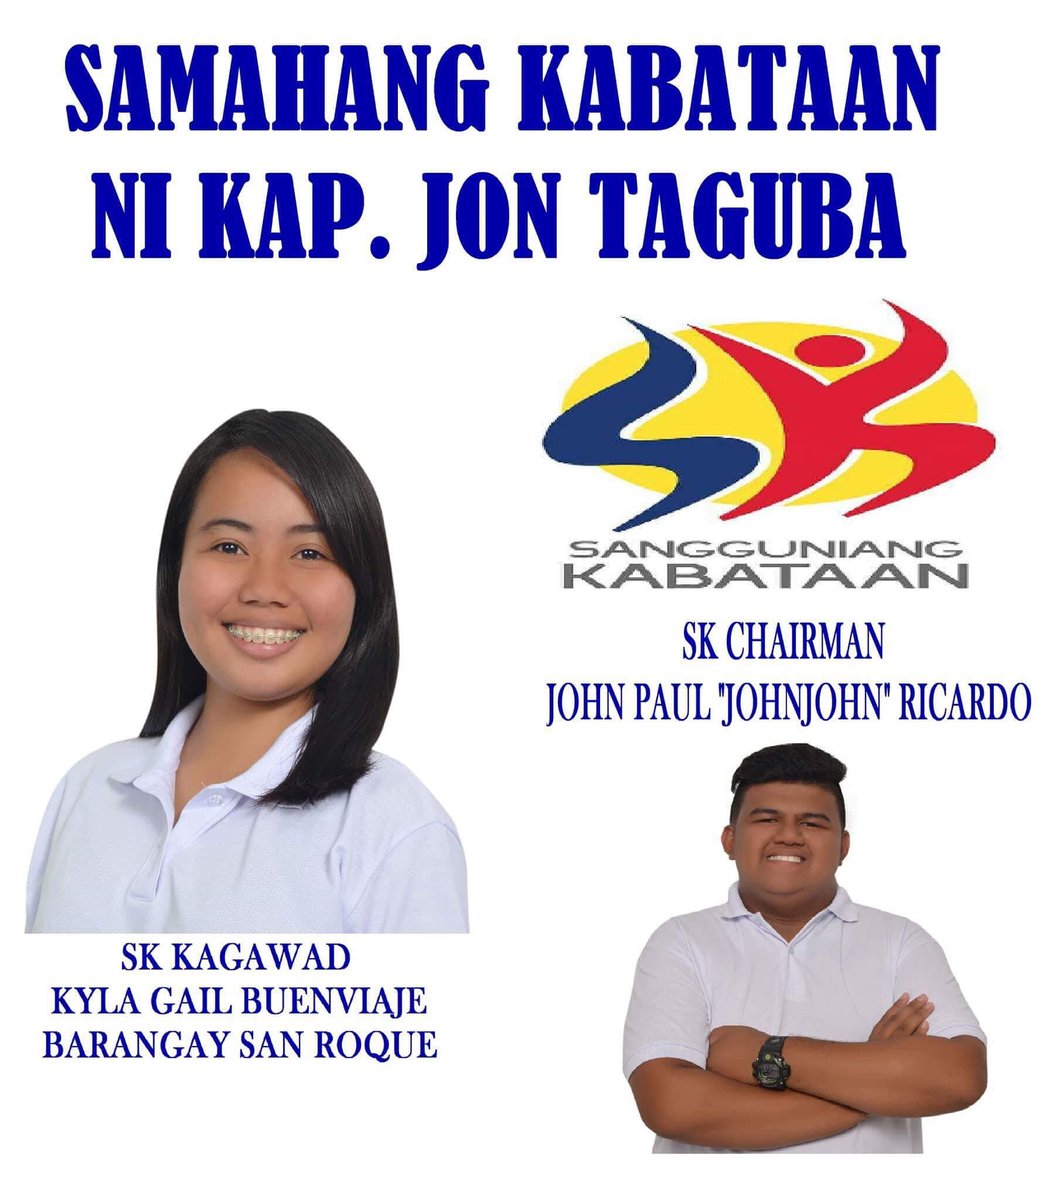 SAMAHANG KABATAAN
NI KAP. JON TAGUBA
SANGGUNIANG
KABATAAN
SK CHAIRMAN
JOHN PAUL "JOHNJOHN" RICARDO
SK KAGAWAD
KYLA GAIL BUENVIAJE
BARANGAY SAN ROQUE